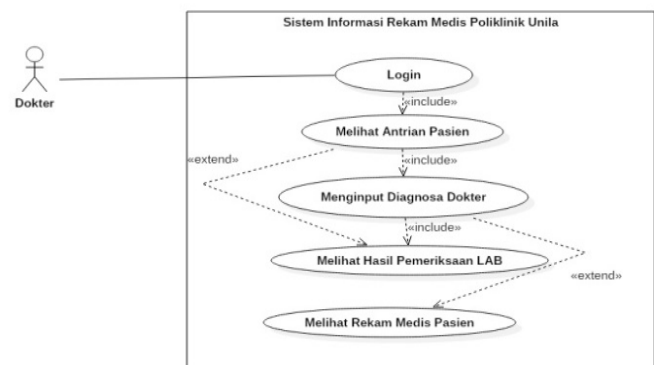 Sistem Informasi Rekam Medis Poliklinik Unila
Login
Dokter
«include»
Melihat Antrian Pasien
«extend»
«include»
Menginput Diagnosa Dokter
«include»
Melihat Hasil Pemeriksaan LAB
«extend»
Melihat Rekam Medis Pasien